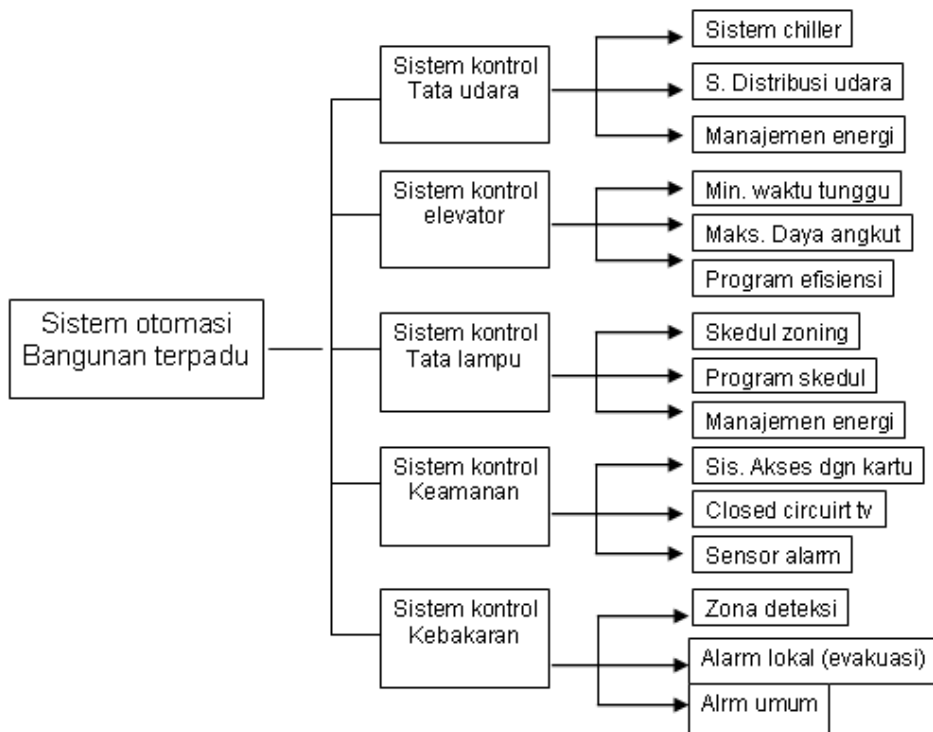 Sistem otomasi
Bangunan terpadu
Sistem kontrol
Tata udara
Sistem chiller
S. Distribusi udara
Manajemen energi
Sistem kontrol
elevator
Min. waktu tunggu
Maks. Daya angkut
Program efisiensi
Sistem kontrol
Tata lampu
Skedul zoning
Program skedul
Manajemen energi
Sistem kontrol
Keamanan
Sis. Akses dgn kartu
Closed circuirt tv
Sensor alarm
Sistem kontrol
Kebakaran
Zona deteksi
Alarm lokal (evakuasi)
Alrm umum